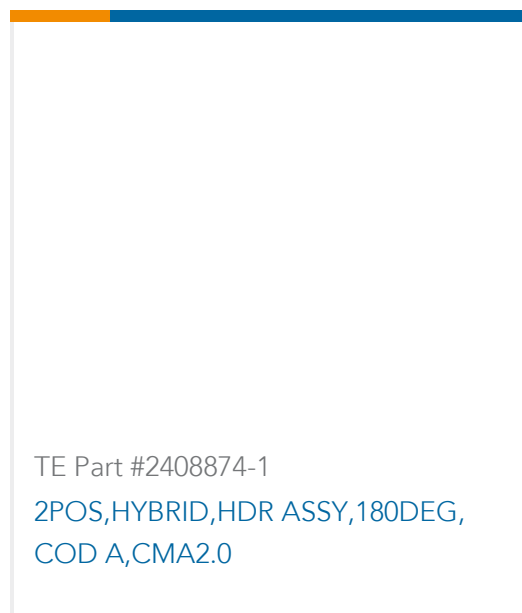 TE Part #2408874-1
2POS,HYBRID,HDR ASSY,180DEG,
COD A,CMA2.0